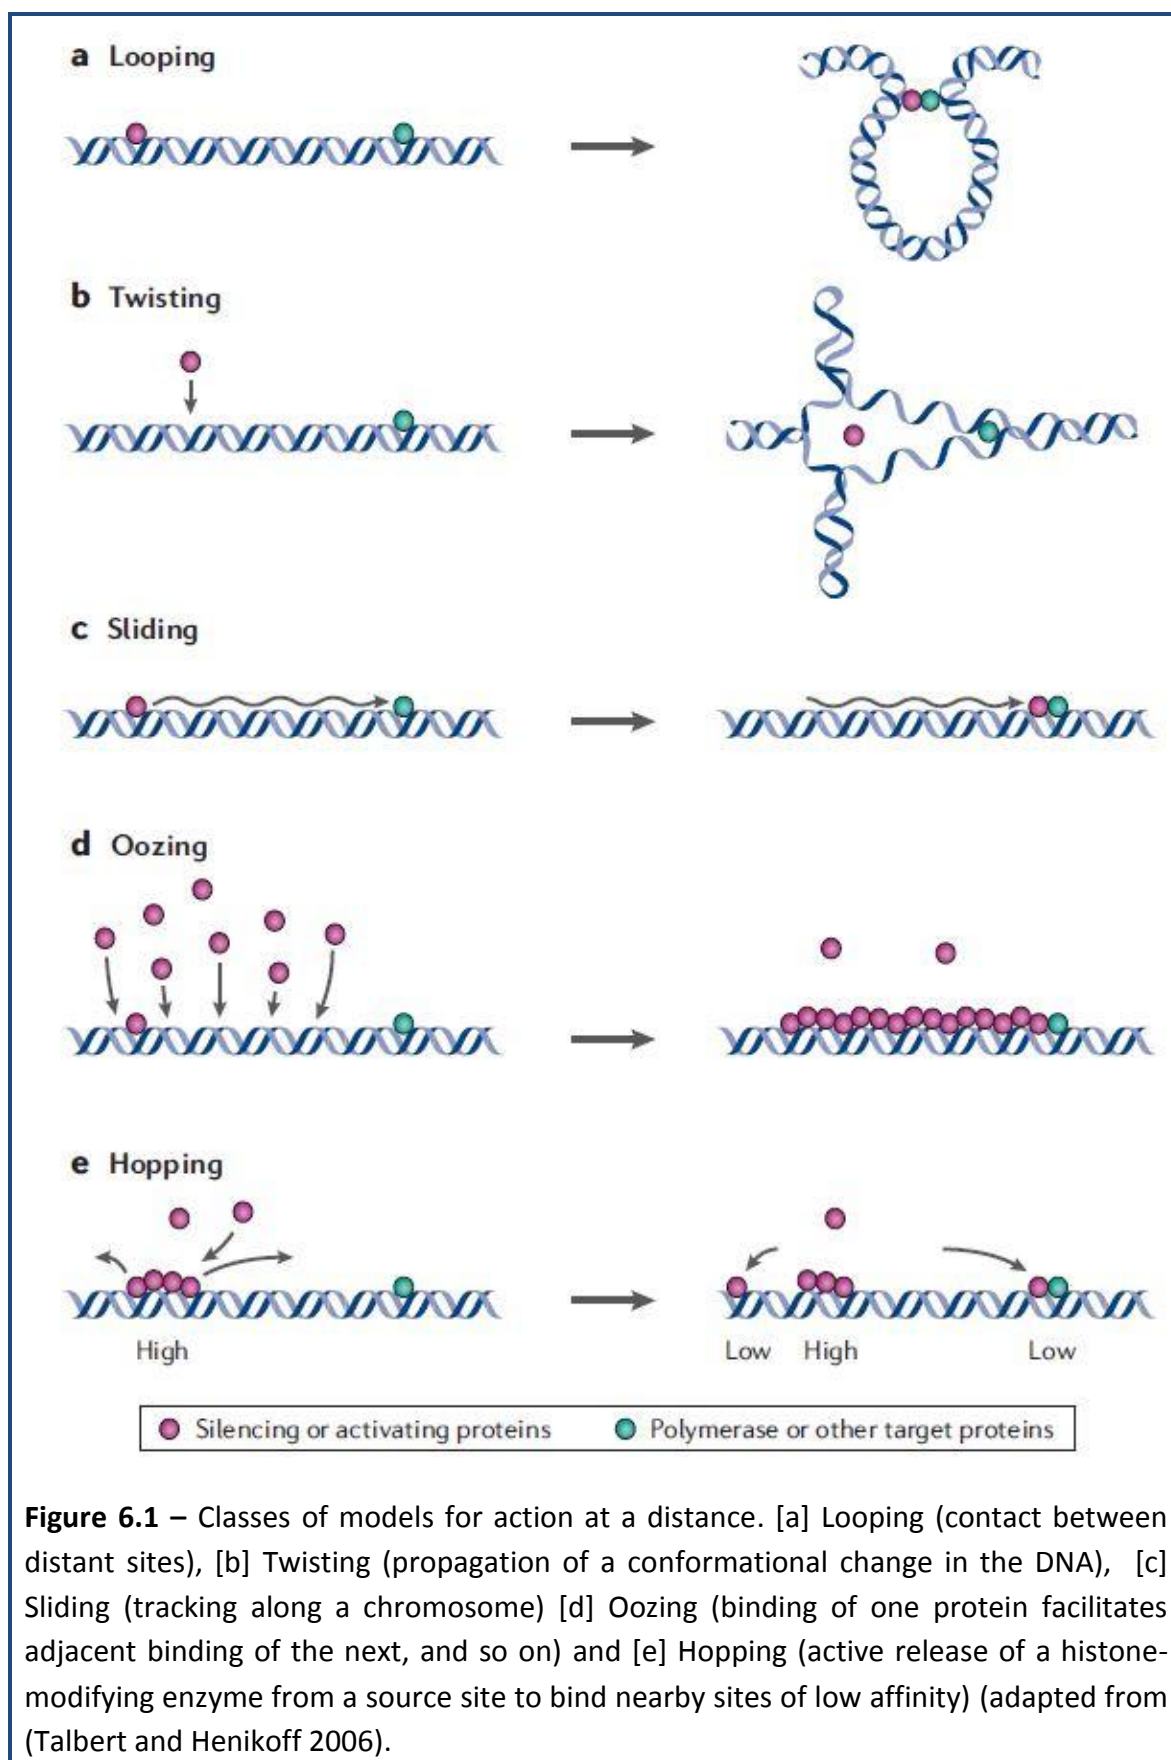 a Looping
b Twisting
c Sliding
d Oozing
e Hopping
High
Low High Low
Silencing or activating proteins Polymerase or other target proteins
Figure 6.1 – Classes of models for action at a distance. [a] Looping (contact between
distant sites), [b] Twisting (propagation of a conformational change in the DNA), [c]
Sliding (tracking along a chromosome) [d] Oozing (binding of one protein facilitates
adjacent binding of the next, and so on) and [e] Hopping (active release of a histone-
modifying enzyme from a source site to bind nearby sites of low affinity) (adapted from
(Talbert and Henikoff 2006).